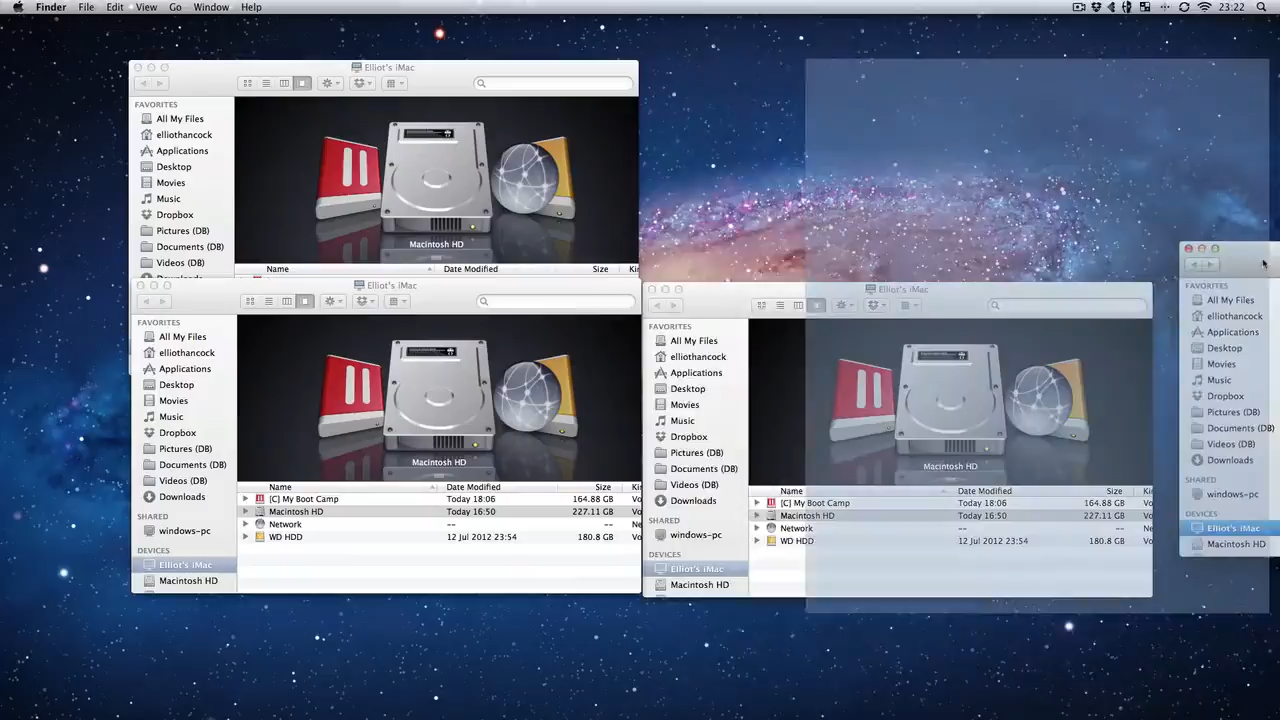 Finder File Edit View Go Window Help 23:22
Elliot's iMac
FAVORITES
All My Files
elliothancock
Applications
Desktop
Movies
Music
Dropbox
Pictures (DB)
Documents (DB)
Videos (DB)
Macintosh HD
Name Date Modified Size
Elliot's iMac
FAVORITES
All My Files
elliothancock
Applications
Desktop
Movies
Music
Dropbox
Pictures (DB)
Documents (DB)
Videos (DB)
Downloads
SHARED
windows-pc
DEVICES
Elliot's iMac
Macintosh HD
Macintosh HD
Name Date Modified Size
[C] My Boot Camp Today 18:06 164.88 GB Vo
Macintosh HD Today 16:50 227.11 GB Vo
Network -- -- Ne
WD HDD 12 Jul 2012 23:54 180.8 GB Vo
Elliot's iMac
FAVORITES
All My Files
elliothancock
Applications
Desktop
Movies
Music
Dropbox
Pictures (DB)
Documents (DB)
Videos (DB)
Downloads
SHARED
windows-pc
DEVICES
Elliot's iMac
Macintosh HD
Macintosh HD
Name Date Modified Size Kin
[C] My Boot Camp Today 18:06 164.88 GB Vo
Macintosh HD Today 16:50 227.11 GB Vo
Network -- -- Ne
WD HDD 12 Jul 2012 23:54 180.8 GB Vo
FAVORITES
All My Files
elliothancock
Applications
Desktop
Movies
Music
Dropbox
Pictures (DB)
Documents (DB)
Videos (DB)
Downloads
SHARED
windows-pc
DEVICES
Elliot's iMac
Macintosh HD